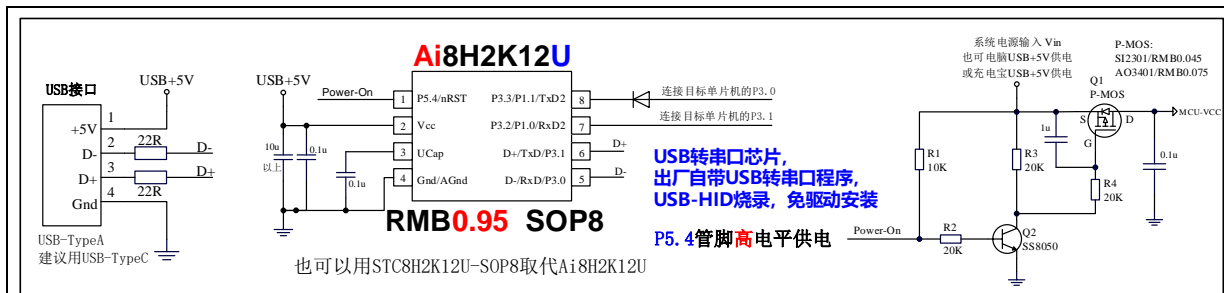 USB接口
+5V
D-
D+
Gnd
1
2
3
4
22R
22R
D-
D+
USB+5V
USB-TypeA
建议用USB-TypeC
Ai8H2K12U
USB+5V
Power-On
10u
以上
0.1u
0.1u
1 P5.4/nRST
2 Vcc
3 UCap
4 Gnd/AGnd
P3.3/P1.1/TxD2 8
P3.2/P1.0/RxD2 7
D+/TxD/P3.1 6
D-/RxD/P3.0 5
D+
D-
连接目标单片机的P3.0
连接目标单片机的P3.1
RMB0.95 SOP8
也可以用STC8H2K12U-SOP8取代Ai8H2K12U
USB转串口芯片,
出厂自带USB转串口程序,
USB-HID烧录，免驱动安装
P5.4管脚高电平供电
系统电源输入 Vin
也可电脑USB+5V供电
或充电宝USB+5V供电
P-MOS:
SI2301/RMB0.045
AO3401/RMB0.075
Q1
P-MOS
S
D
G
MCU-VCC
1u
0.1u
R1
10K
R3
20K
R4
20K
Power-On
R2
20K
Q2
SS8050